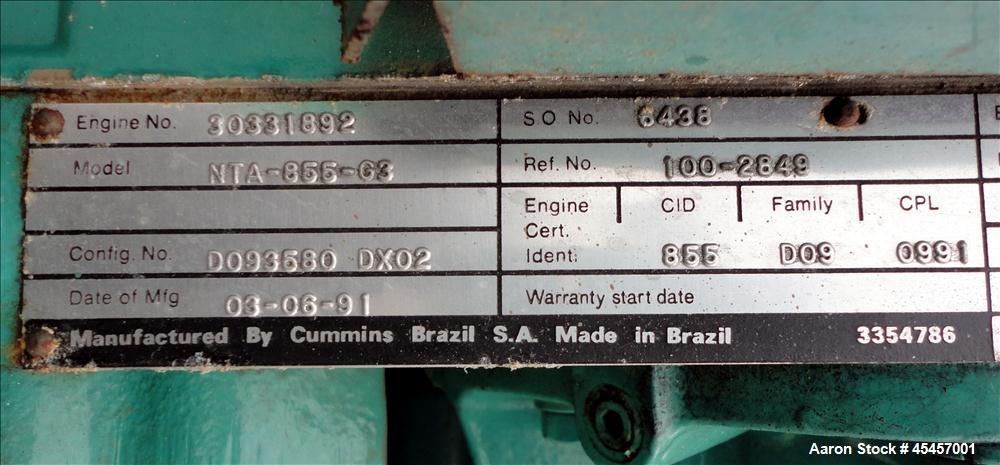 Engine No. 30331892
Model NTA-855-G3
Config. No. D093580 DX02
Date of Mfg 03-06-91
S.O No. 6438
Ref. No. 100-2849
Engine Cert. Ident. CID Family CPL
855 D09 0991
Warranty start date
Manufactured By Cummins Brazil S.A. Made in Brazil 3354786
Aaron Stock # 45457001